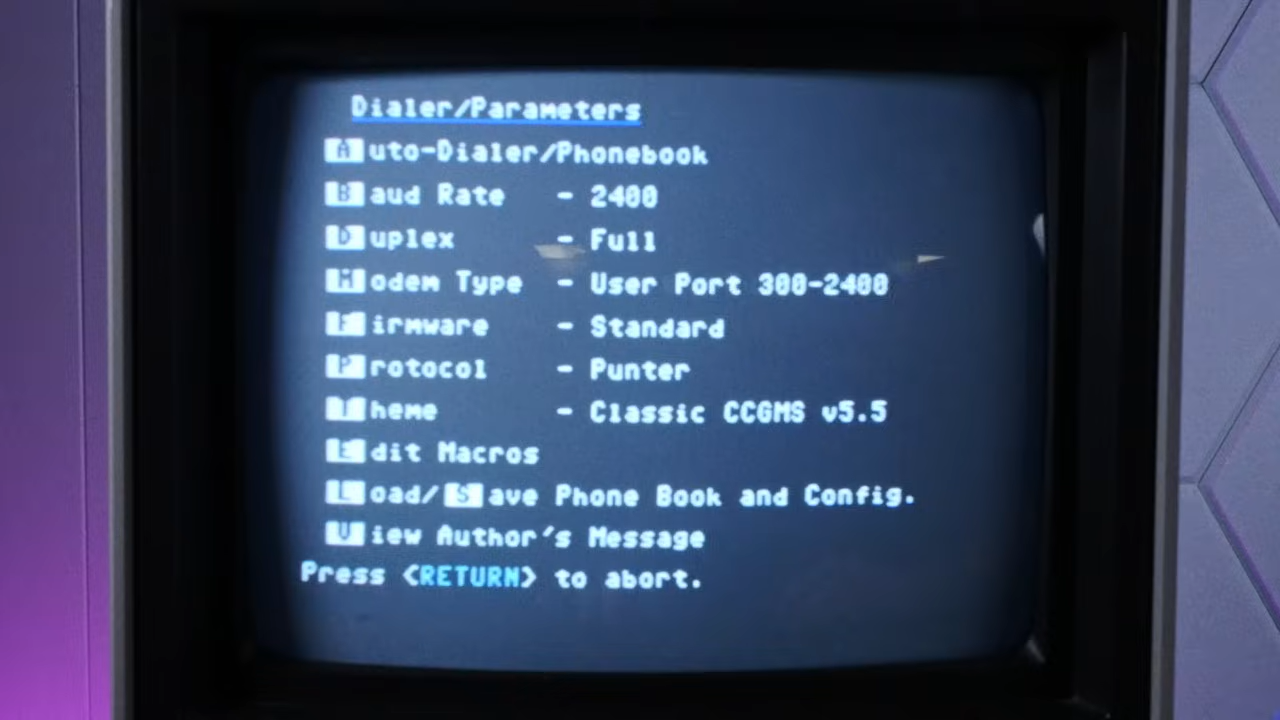 Dialer/Parameters
Auto-Dialer/Phonebook
Baud Rate - 2400
Duplex - Full
Modem Type - User Port 300-2400
Firmware - Standard
Protocol - Punter
Theme - Classic CCGMS v5.5
Edit Macros
Load/Save Phone Book and Config.
View Author's Message
Press <RETURN> to abort.